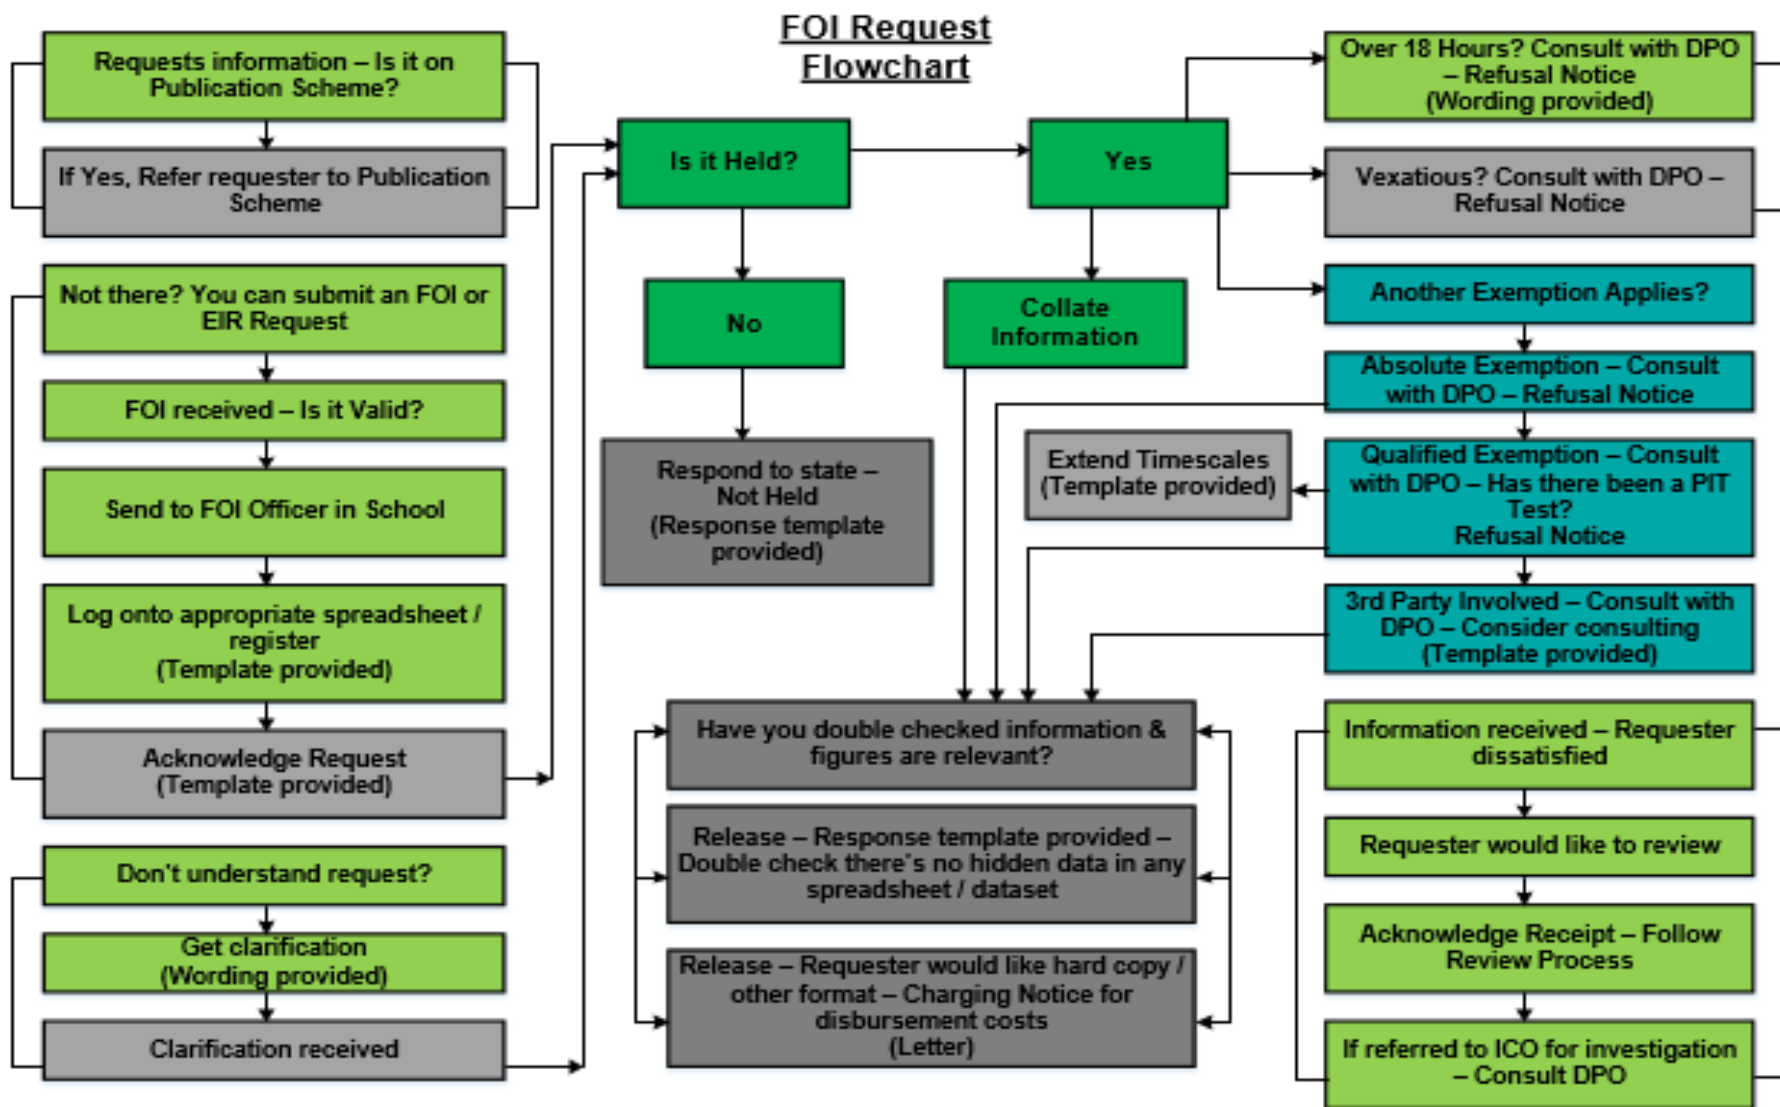 FOI Request
Flowchart
Requests information – Is it on
Publication Scheme?
If Yes, Refer requester to Publication
Scheme
Not there? You can submit an FOI or
EIR Request
FOI received – Is it Valid?
Send to FOI Officer in School
Log onto appropriate spreadsheet /
register
(Template provided)
Acknowledge Request
(Template provided)
Don't understand request?
Get clarification
(Wording provided)
Clarification received
Is it Held?
Yes
No
Collate
Information
Respond to state –
Not Held
(Response template
provided)
Extend Timescales
(Template provided)
Have you double checked information &
figures are relevant?
Release – Response template provided –
Double check there's no hidden data in any
spreadsheet / dataset
Release – Requester would like hard copy /
other format – Charging Notice for
disbursement costs
(Letter)
Over 18 Hours? Consult with DPO
– Refusal Notice
(Wording provided)
Vexatious? Consult with DPO –
Refusal Notice
Another Exemption Applies?
Absolute Exemption – Consult
with DPO – Refusal Notice
Qualified Exemption – Consult
with DPO – Has there been a PIT
Test?
Refusal Notice
3rd Party Involved – Consult with
DPO – Consider consulting
(Template provided)
Information received – Requester
dissatisfied
Requester would like to review
Acknowledge Receipt – Follow
Review Process
If referred to ICO for investigation
– Consult DPO